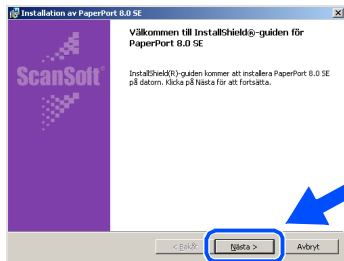 Installation av PaperPort 8.0 SE
Välkommen till InstallShield®-guiden för
PaperPort 8.0 SE
ScanSoft®
InstallShield(R)-guiden kommer att installera PaperPort 8.0 SE
på datorn. Klicka på Nästa för att fortsätta.
< Bakåt Nästa > Avbryt